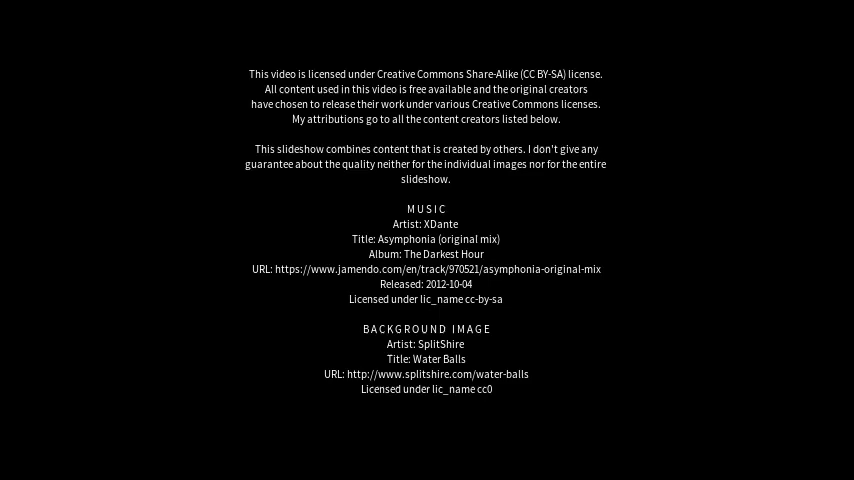 This video is licensed under Creative Commons Share-Alike (CC BY-SA) license.
All content used in this video is free available and the original creators
have chosen to release their work under various Creative Commons licenses.
My attributions go to all the content creators listed below.
This slideshow combines content that is created by others. I don't give any
guarantee about the quality neither for the individual images nor for the entire
slideshow.
MUSIC
Artist: XDante
Title: Asymphonia (original mix)
Album: The Darkest Hour
URL: https://www.jamendo.com/en/track/970521/asymphonia-original-mix
Released: 2012-10-04
Licensed under lic_name cc-by-sa
BACKGROUND IMAGE
Artist: SplitShire
Title: Water Balls
URL: http://www.splitshire.com/water-balls
Licensed under lic_name cc0